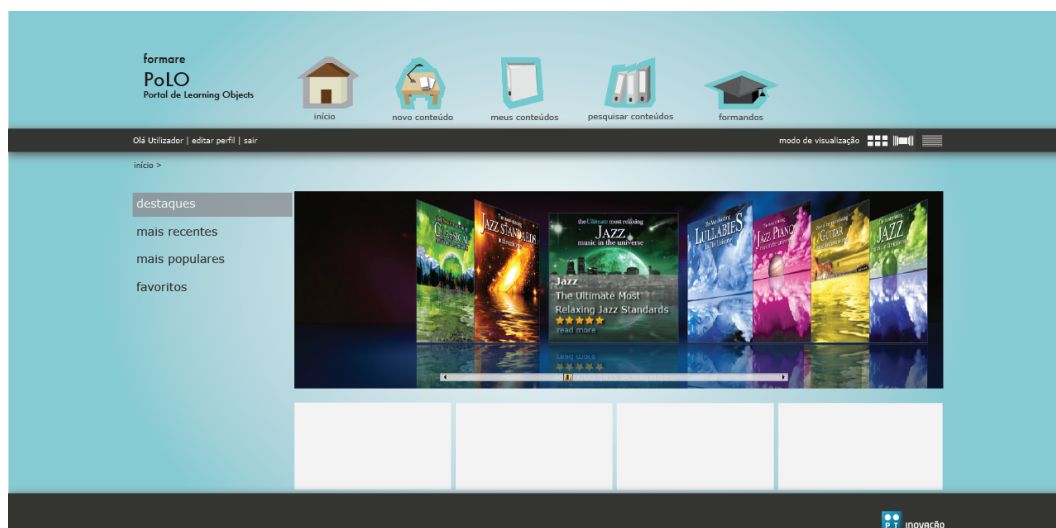 formare
PoLO
Portal de Learning Objects
início
novo conteúdo
meus conteúdos
pesquisar conteúdos
formandos
Olá Utilizador | editar perfil | sair
modo de visualização
início >
destaques
mais recentes
mais populares
favoritos
CLASSICAL
JAZZ STANDARDS
the Ultimate most relaxing
JAZZ
music in the universe
Jazz
The Ultimate Most
Relaxing Jazz Standards
read more
LULLABIES
JAZZ PIANO
GUITAR
JAZZ
PT INOVAÇÃO